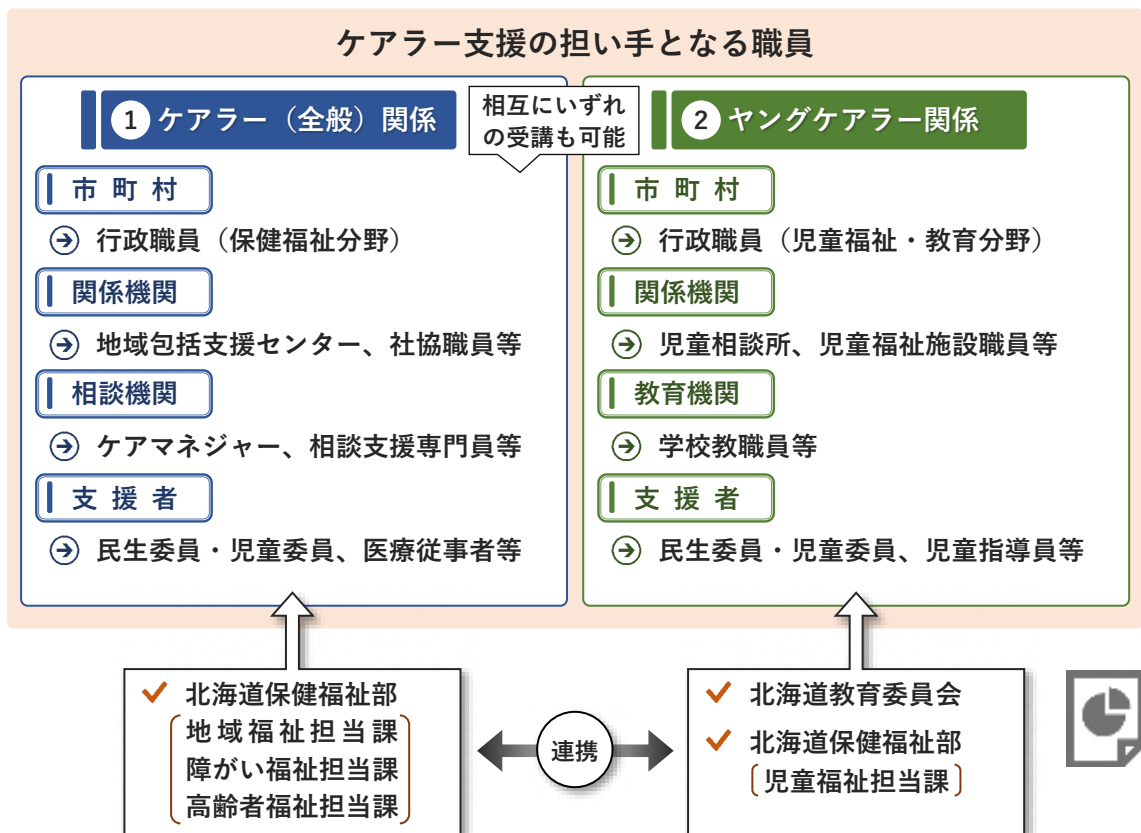 ケアラー支援の担い手となる職員
1 ケアラー（全般）関係
市町村
行政職員（保健福祉分野）
関係機関
地域包括支援センター、社協職員等
相談機関
ケアマネジャー、相談支援専門員等
支援者
民生委員・児童委員、医療従事者等
相互にいずれ
の受講も可能
2 ヤングケアラー関係
市町村
行政職員（児童福祉・教育分野）
関係機関
児童相談所、児童福祉施設職員等
教育機関
学校教職員等
支援者
民生委員・児童委員、児童指導員等
北海道保健福祉部
地域福祉担当課
障がい福祉担当課
高齢者福祉担当課
連携
北海道教育委員会
北海道保健福祉部
児童福祉担当課